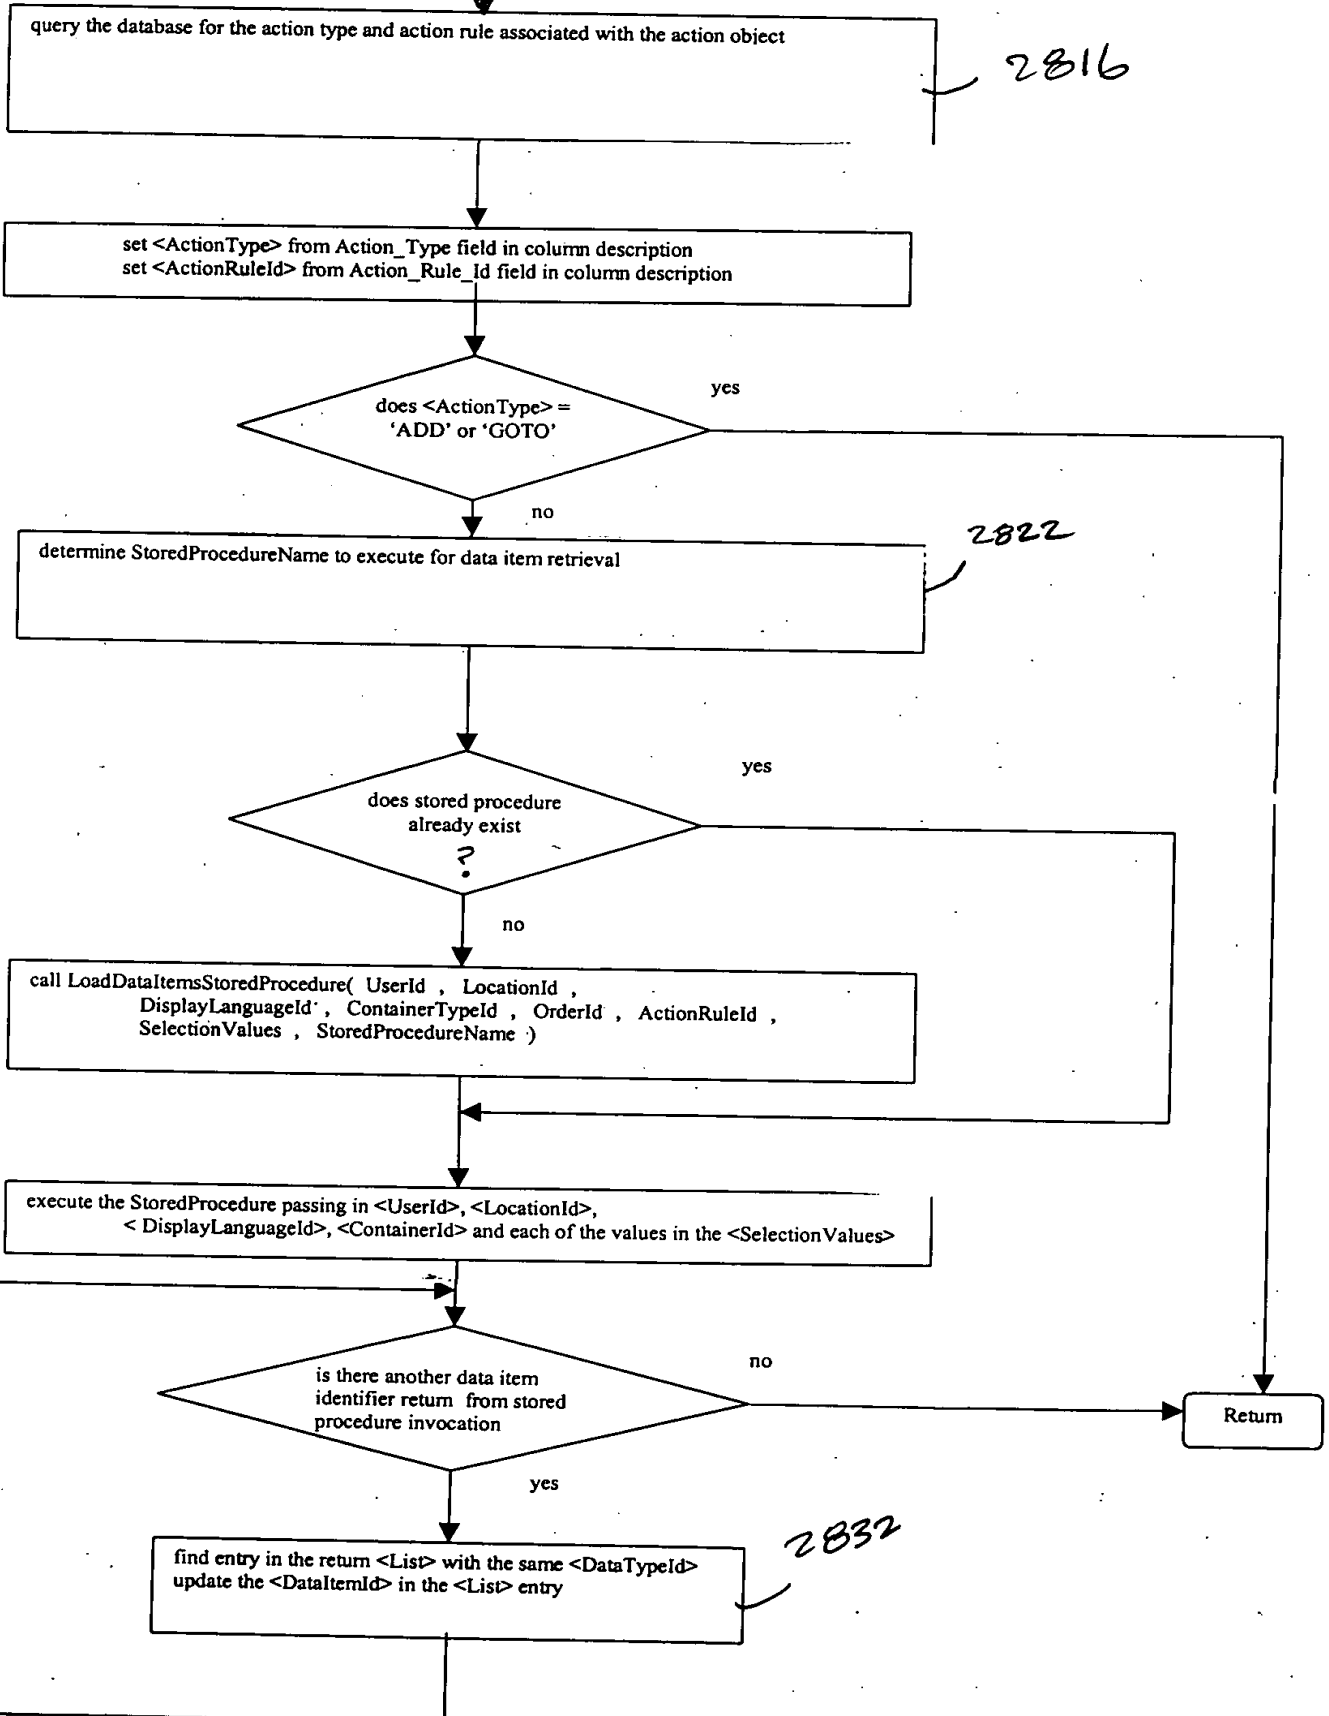 query the database for the action type and action rule associated with the action object
2816
set <ActionType> from Action_Type field in column description
set <ActionRuleId> from Action_Rule_Id field in column description
does <ActionType> =
'ADD' or 'GOTO'
yes
no
2822
determine StoredProcedureName to execute for data item retrieval
does stored procedure
already exist
?
yes
no
call LoadDataItemsStoredProcedure( UserId , LocationId ,
DisplayLanguageId , ContainerTypeId , OrderId , ActionRuleId ,
SelectionValues , StoredProcedureName )
execute the StoredProcedure passing in <UserId>, <LocationId>,
< DisplayLanguageId>, <ContainerId> and each of the values in the <SelectionValues>
is there another data item
identifier return from stored
procedure invocation
no
Return
yes
2832
find entry in the return <List> with the same <DataTypeId>
update the <DataItemId> in the <List> entry